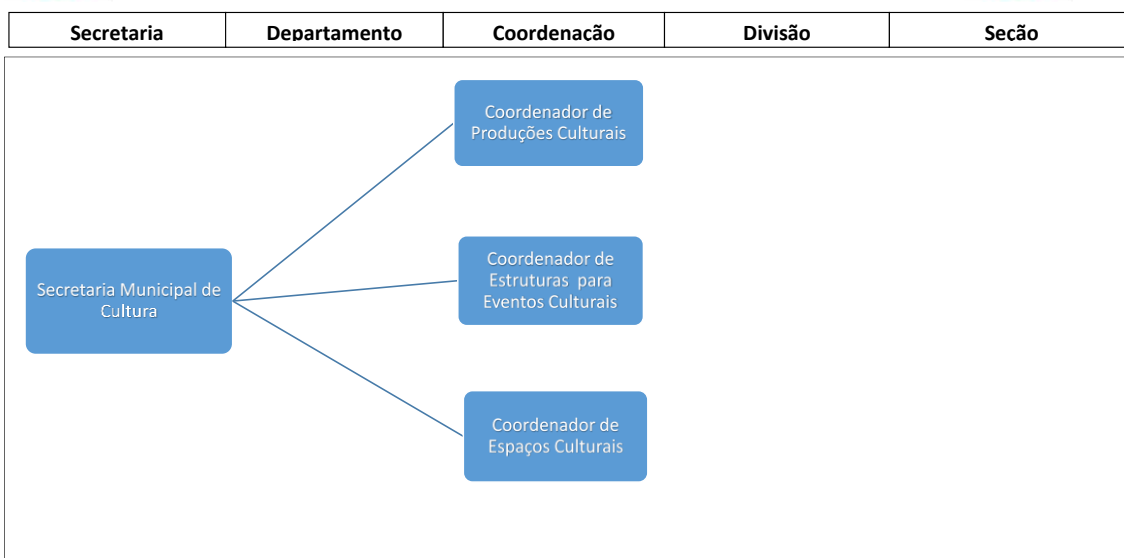 Secretaria Departamento Coordenação Divisão Seção
Coordenador de
Produções Culturais
Coordenador de
Estruturas para
Eventos Culturais
Secretaria Municipal de
Cultura
Coordenador de
Espaços Culturais